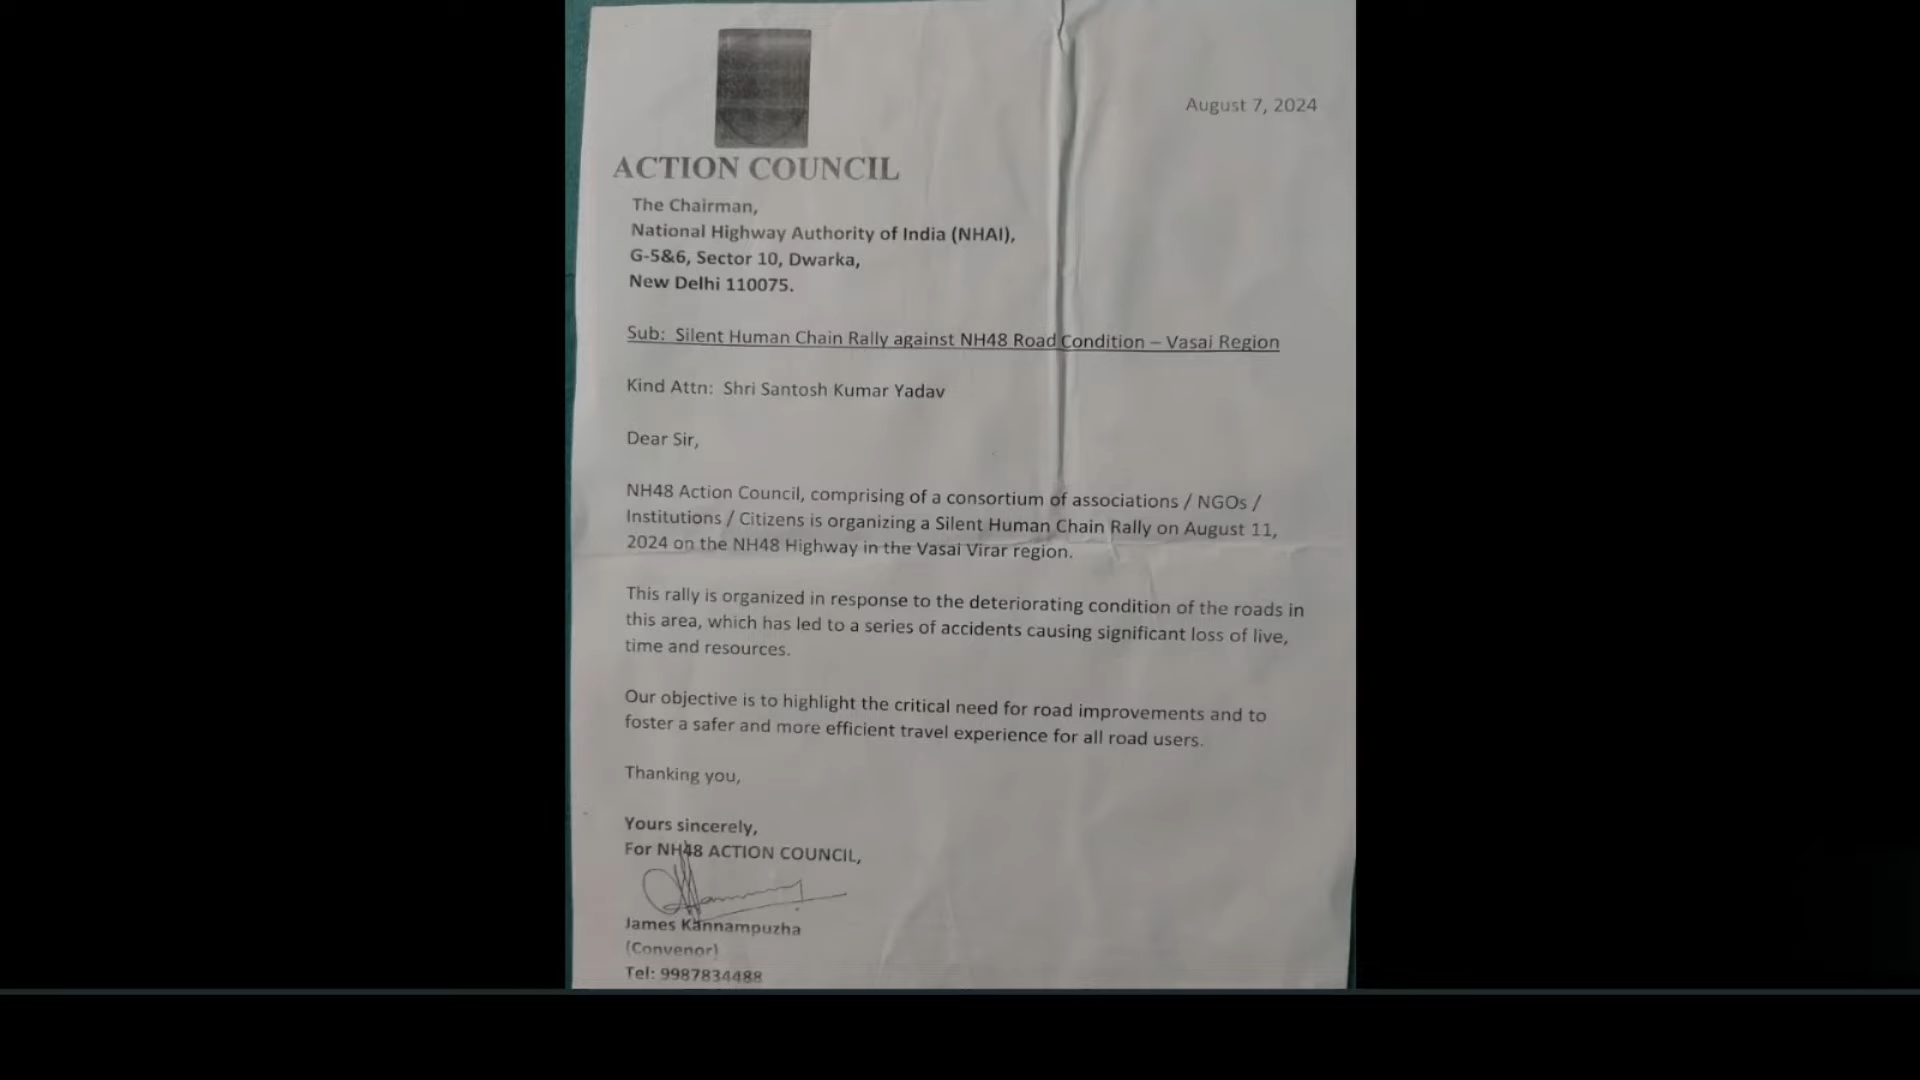 August 7, 2024
ACTION COUNCIL
The Chairman,
National Highway Authority of India (NHAI),
G-5&6, Sector 10, Dwarka,
New Delhi 110075.
Sub: Silent Human Chain Rally against NH48 Road Condition – Vasai Region
Kind Attn: Shri Santosh Kumar Yadav
Dear Sir,
NH48 Action Council, comprising of a consortium of associations / NGOs /
Institutions / Citizens is organizing a Silent Human Chain Rally on August 11,
2024 on the NH48 Highway in the Vasai Virar region.
This rally is organized in response to the deteriorating condition of the roads in
this area, which has led to a series of accidents causing significant loss of live,
time and resources.
Our objective is to highlight the critical need for road improvements and to
foster a safer and more efficient travel experience for all road users.
Thanking you,
Yours sincerely,
For NH48 ACTION COUNCIL,
James Kannampuzha
(Convenor)
Tel: 9987834488